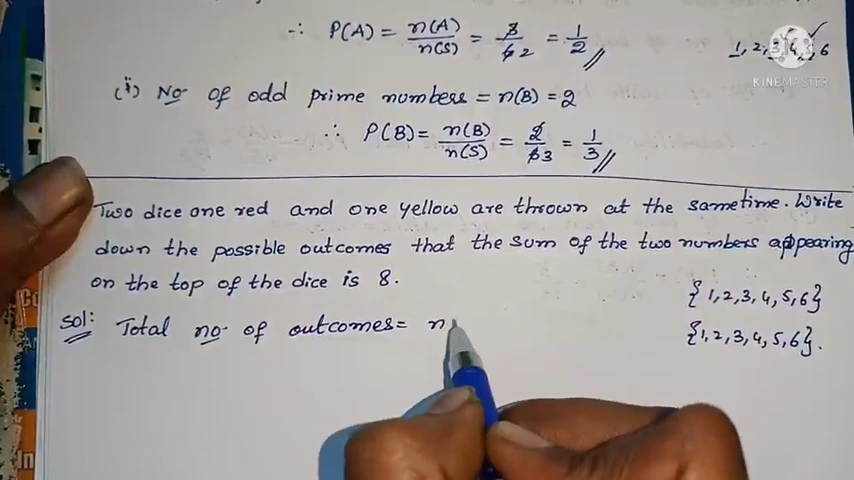 ∴ P(A) = n(A)/n(S) = 3/6 2 = 1/2 //
1, 2, 3, 4, 5, 6
KINEMASTER
(ii) No. of odd prime numbers = n(B) = 2
∴ P(B) = n(B)/n(S) = 2/6 3 = 1/3 //
Two dice one red and one yellow are thrown at the sametime. Write
down the possible outcomes that the sum of the two numbers appearing
on the top of the dice is 8.
{1, 2, 3, 4, 5, 6}
Sol: Total no. of outcomes = n
{1, 2, 3, 4, 5, 6}.